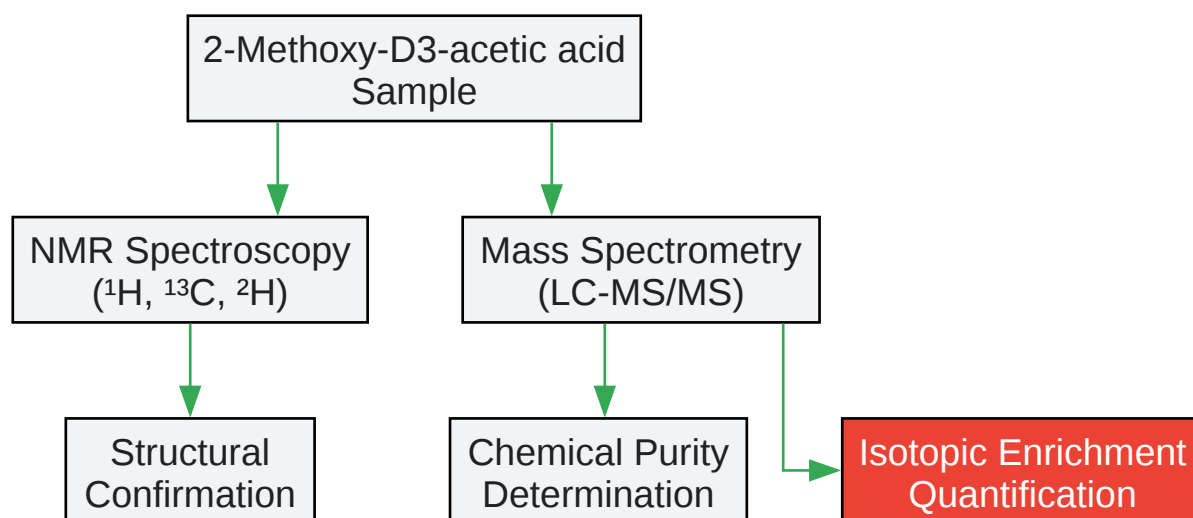 2-Methoxy-D3-acetic acid
Sample
NMR Spectroscopy
(¹H, ¹³C, ²H)
Mass Spectrometry
(LC-MS/MS)
Structural
Confirmation
Chemical Purity
Determination
Isotopic Enrichment
Quantification